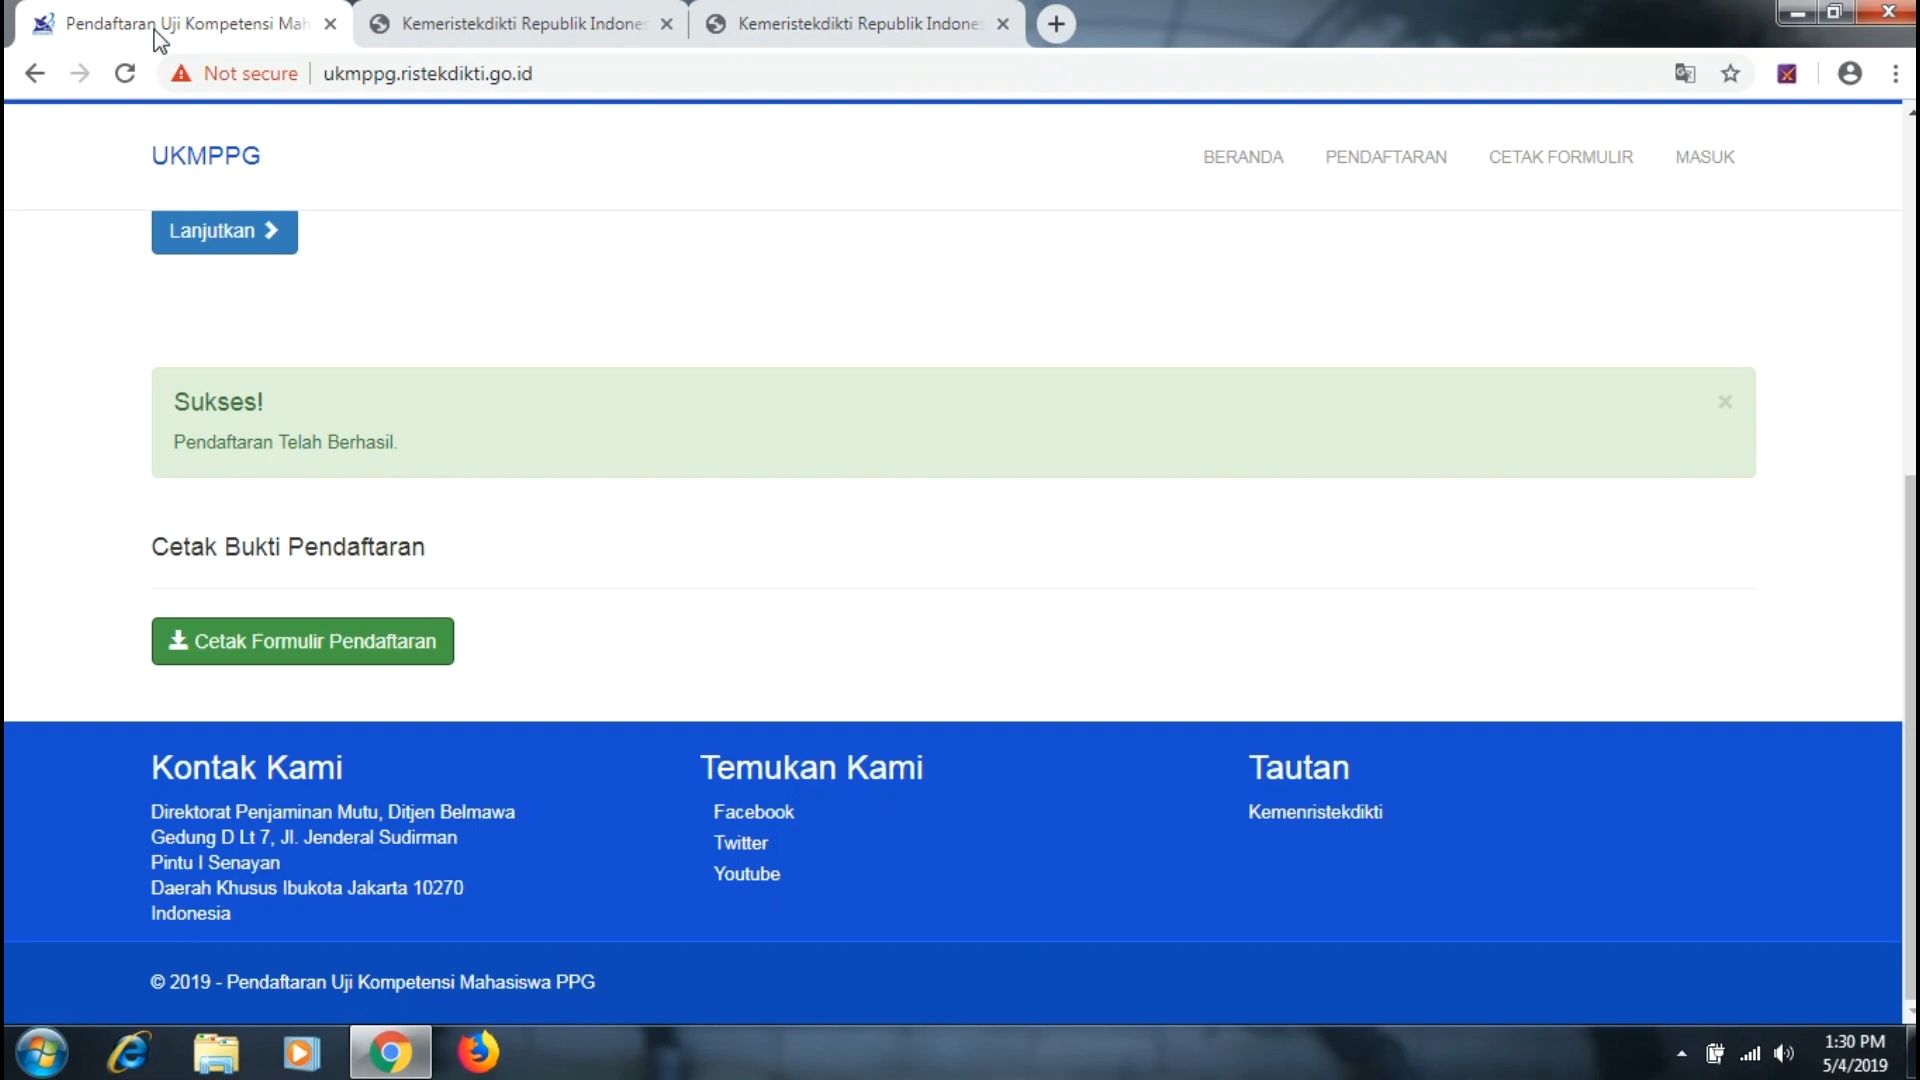 Pendaftaran Uji Kompetensi Mah
Kemeristekdikti Republik Indones
Kemeristekdikti Republik Indones
Not secure
ukmppg.ristekdikti.go.id
UKMPPG
BERANDA
PENDAFTARAN
CETAK FORMULIR
MASUK
Lanjutkan
Sukses!
Pendaftaran Telah Berhasil.
Cetak Bukti Pendaftaran
Cetak Formulir Pendaftaran
Kontak Kami
Direktorat Penjaminan Mutu, Ditjen Belmawa
Gedung D Lt 7, Jl. Jenderal Sudirman
Pintu I Senayan
Daerah Khusus Ibukota Jakarta 10270
Indonesia
Temukan Kami
Facebook
Twitter
Youtube
Tautan
Kemenristekdikti
© 2019 - Pendaftaran Uji Kompetensi Mahasiswa PPG
1:30 PM
5/4/2019